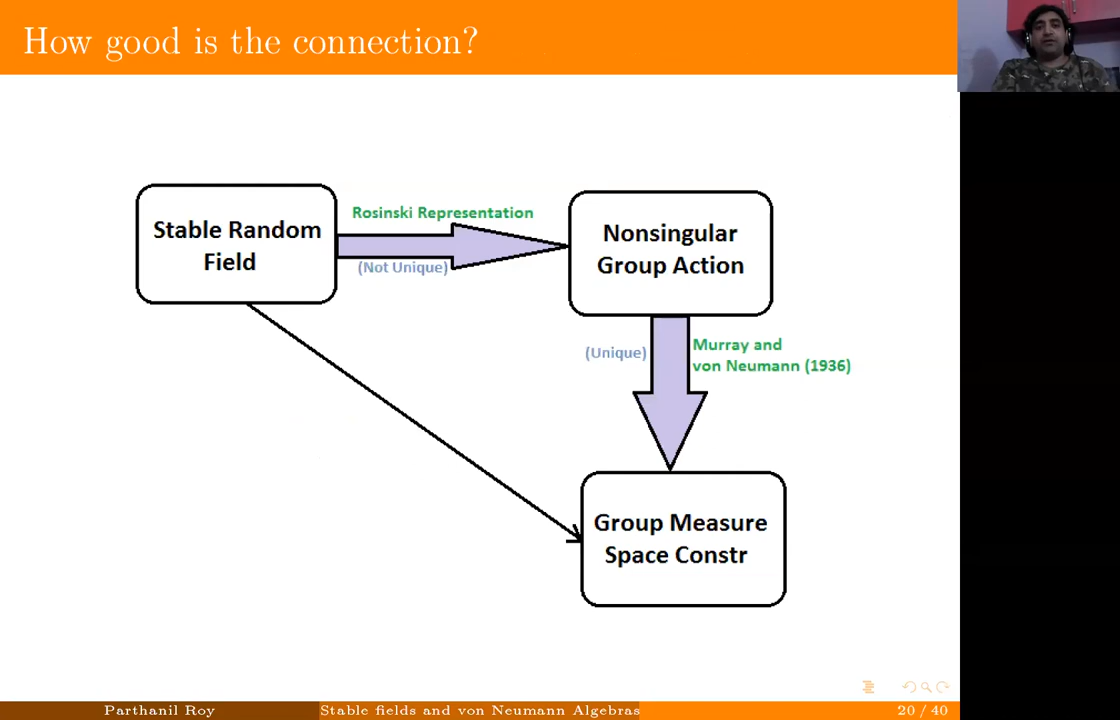 How good is the connection?
Stable Random
Field
Rosinski Representation
(Not Unique)
Nonsingular
Group Action
(Unique)
Murray and
von Neumann (1936)
Group Measure
Space Constr
Parthanil Roy
Stable fields and von Neumann Algebras
20 / 40